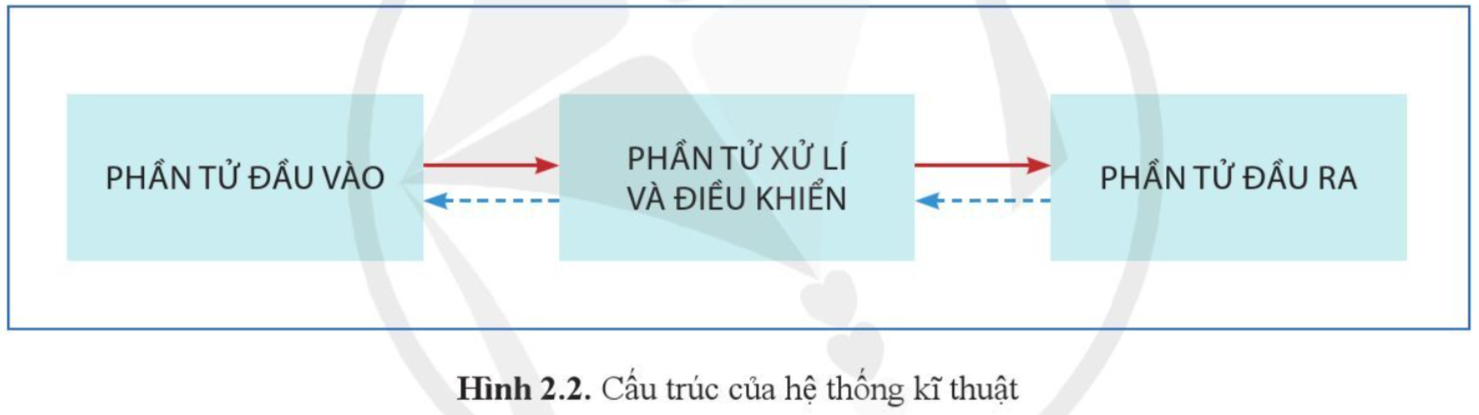 PHẦN TỬ ĐẦU VÀO
PHẦN TỬ XỬ LÍ
VÀ ĐIỀU KHIỂN
PHẦN TỬ ĐẦU RA
Hình 2.2. Cấu trúc của hệ thống kĩ thuật